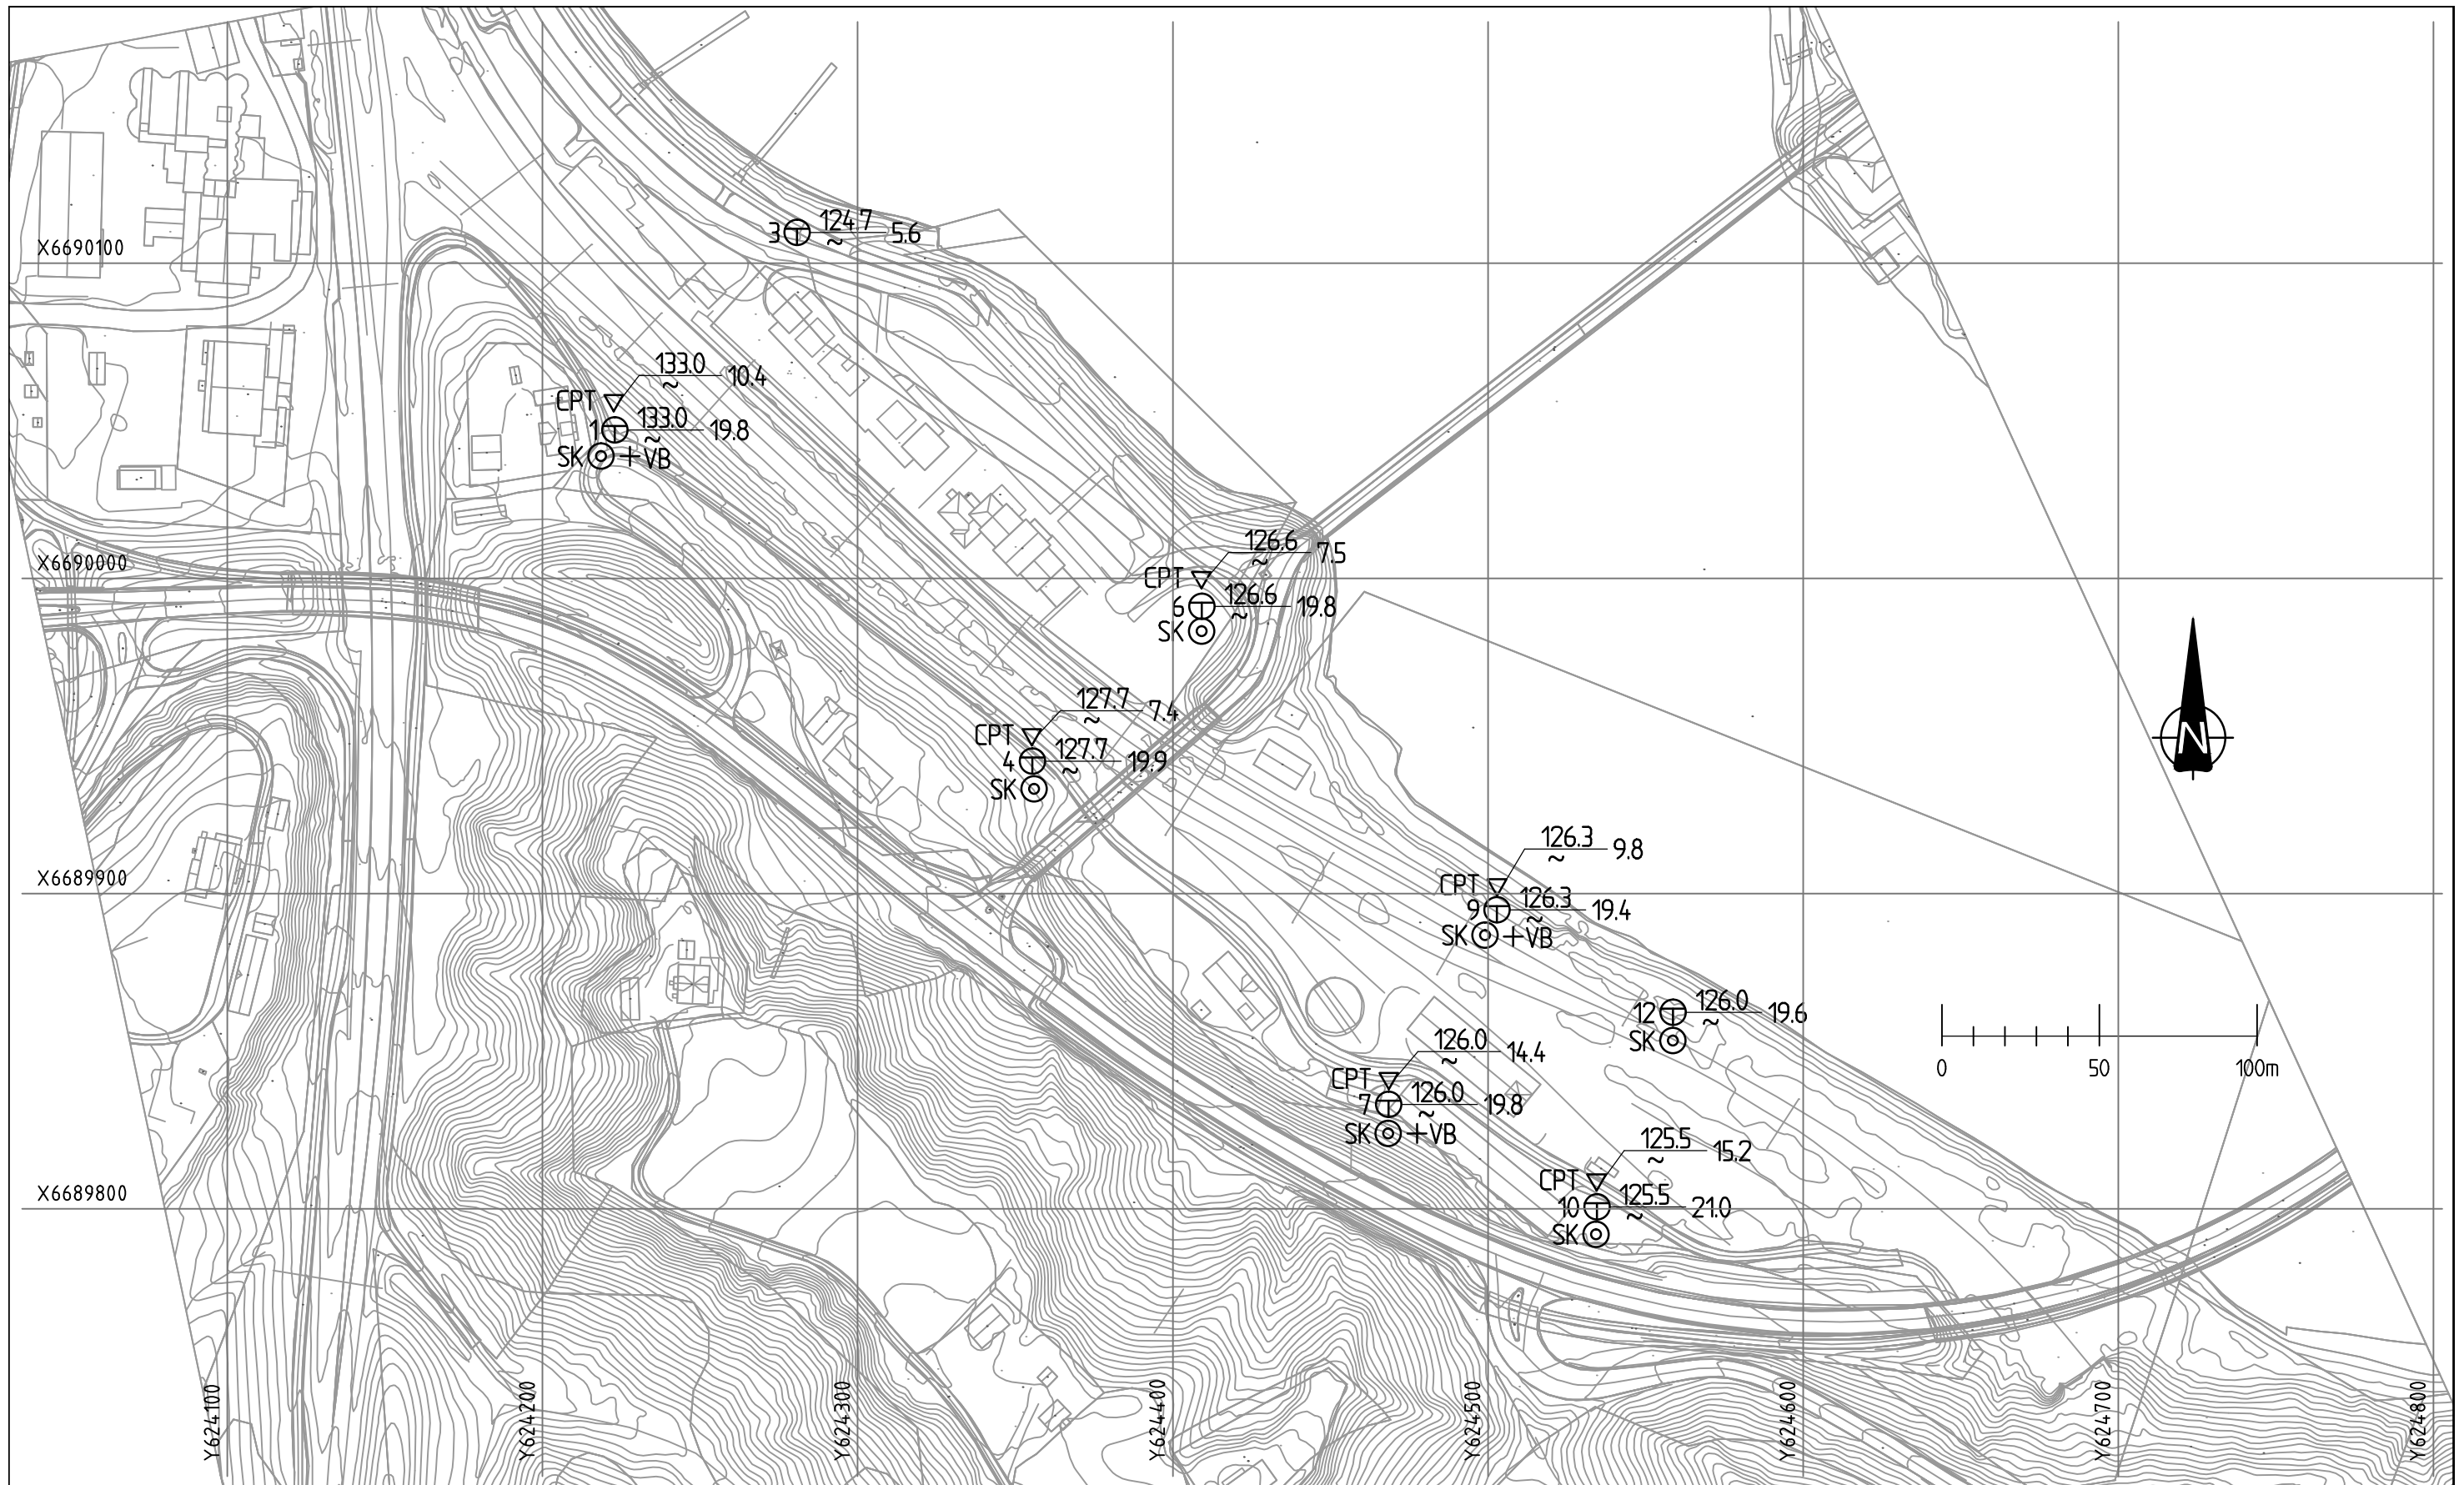 3 124.7 ~ 5.6
X6690100
133.0 ~ 10.4
CPT
1 133.0 ~ 19.8
SK +VB
126.6 ~ 7.5
X6690000
CPT
6 126.6 ~ 19.8
SK
127.7 ~ 7.4
CPT
N
4 127.7 ~ 19.9
SK
126.3 ~ 9.8
X6689900
CPT
9 126.3 ~ 19.4
SK +VB
12 126.0 ~ 19.6
SK
126.0 ~ 14.4
0 50 100m
CPT
7 126.0 ~ 19.8
SK +VB
125.5 ~ 15.2
CPT
X6689800
10 125.5 ~ 21.0
SK
Y624100
Y624200
Y624300
Y624400
Y624500
Y624600
Y624700
Y624800